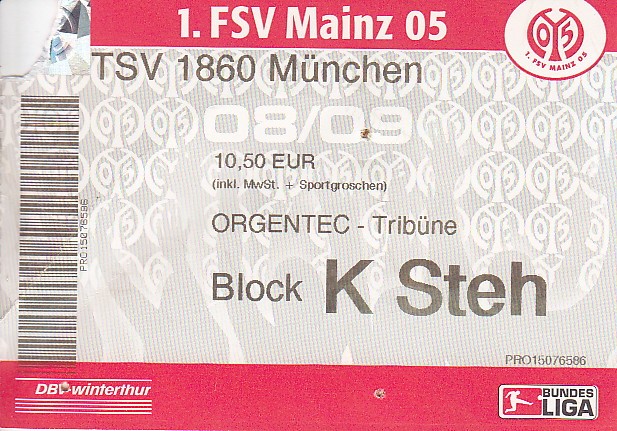 1. FSV Mainz 05
05
1. FSV MAINZ 05
TSV 1860 München
08/09
10,50 EUR
(inkl. MwSt. + Sportgroschen)
ORGENTEC - Tribüne
Block K Steh
PRO15076586
PRO15076586
DBV-winterthur
BUNDES
LIGA